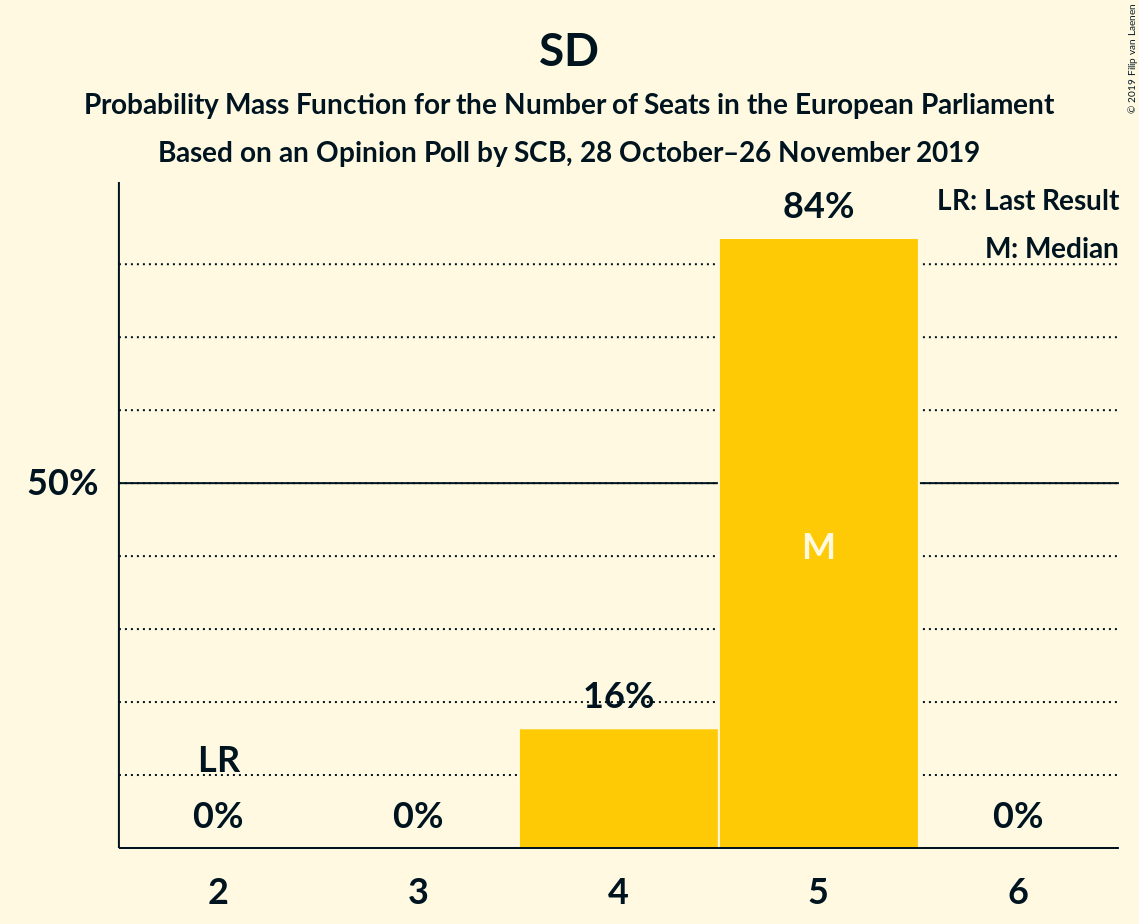 SD
Probability Mass Function for the Number of Seats in the European Parliament
Based on an Opinion Poll by SCB, 28 October–26 November 2019
© 2019 Filip van Laenen
LR: Last Result
M: Median
84%
50%
M
16%
LR
0%
0%
0%
2
3
4
5
6